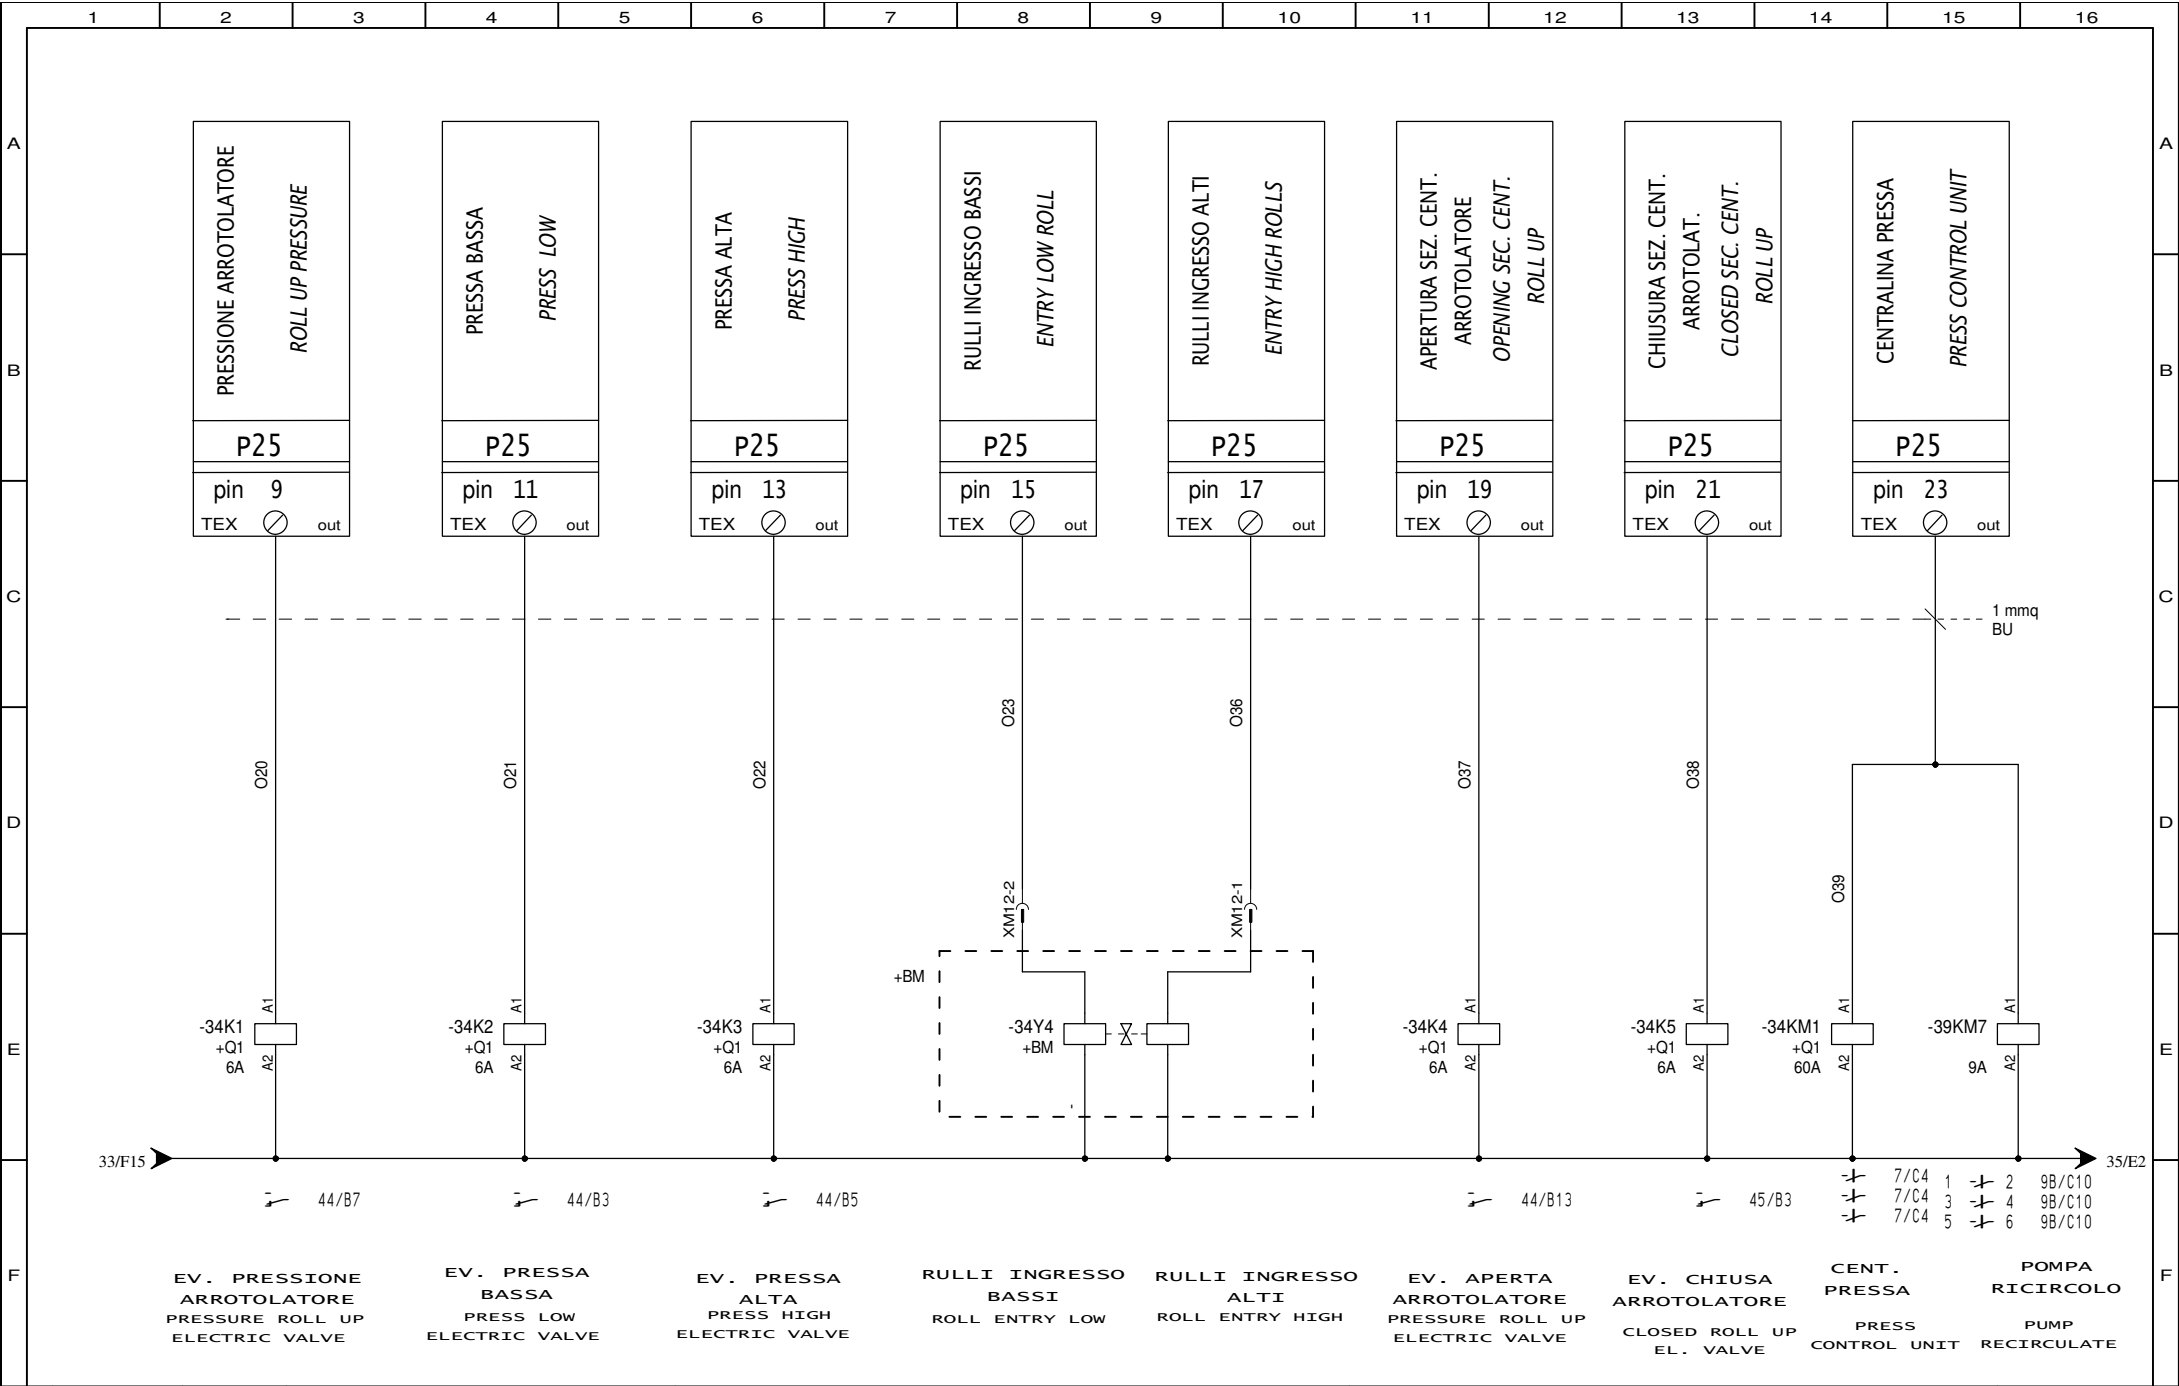 1 2 3 4 5 6 7 8 9 10 11 12 13 14 15 16
A A
PRESSIONE ARROTOLATORE
ROLL UP PRESSURE
PRESSA BASSA
PRESS LOW
PRESSA ALTA
PRESS HIGH
RULLI INGRESSO BASSI
ENTRY LOW ROLL
RULLI INGRESSO ALTI
ENTRY HIGH ROLLS
APERTURA SEZ. CENT.
ARROTOLATORE
OPENING SEC. CENT.
ROLL UP
CHIUSURA SEZ. CENT.
ARROTOLAT.
CLOSED SEC. CENT.
ROLL UP
CENTRALINA PRESSA
PRESS CONTROL UNIT
B B
P25 P25 P25 P25 P25 P25 P25 P25
pin 9 pin 11 pin 13 pin 15 pin 17 pin 19 pin 21 pin 23
TEX out TEX out TEX out TEX out TEX out TEX out TEX out TEX out
C C
1 mmq
BU
O23 O36
O20 O21 O22 O37 O38
D D
O39
XM12-2 XM12-1
+BM
A1 A1 A1 A1 A1 A1 A1
-34K1 -34K2 -34K3 -34Y4 -34K4 -34K5 -34KM1 -39KM7
+Q1 +Q1 +Q1 +BM +Q1 +Q1 +Q1
E E
6A A2 6A A2 6A A2 6A A2 6A A2 60A A2 9A A2
33/F15 35/E2
44/B7 44/B3 44/B5 44/B13 45/B3
7/C4 1 2 9B/C10
7/C4 3 4 9B/C10
7/C4 5 6 9B/C10
F F
EV. PRESSIONE
ARROTOLATORE
PRESSURE ROLL UP
ELECTRIC VALVE
EV. PRESSA
BASSA
PRESS LOW
ELECTRIC VALVE
EV. PRESSA
ALTA
PRESS HIGH
ELECTRIC VALVE
RULLI INGRESSO
BASSI
ROLL ENTRY LOW
RULLI INGRESSO
ALTI
ROLL ENTRY HIGH
EV. APERTA
ARROTOLATORE
PRESSURE ROLL UP
ELECTRIC VALVE
EV. CHIUSA
ARROTOLATORE
CLOSED ROLL UP
EL. VALVE
CENT.
PRESSA
PRESS
CONTROL UNIT
POMPA
RICIRCOLO
PUMP
RECIRCULATE